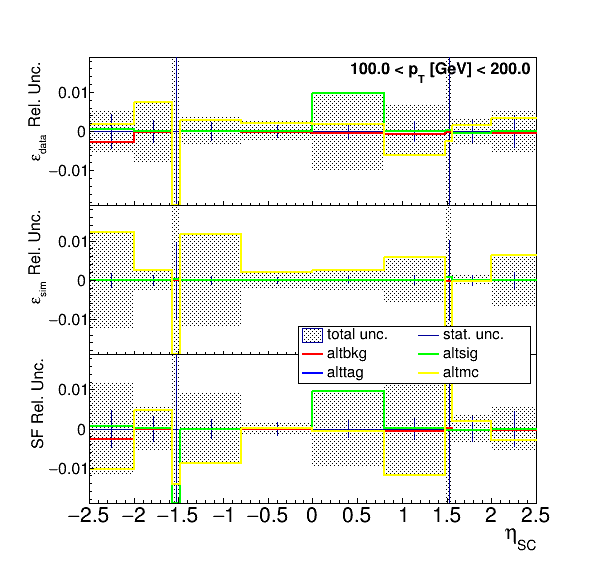 100.0 < p_T [GeV] < 200.0
ε_data Rel. Unc.
0.01
0
−0.01
ε_sim Rel. Unc.
0.01
0
−0.01
total unc. stat. unc.
altbkg altsig
alttag altmc
SF Rel. Unc.
0.01
0
−0.01
−2.5 −2 −1.5 −1 −0.5 0 0.5 1 1.5 2 2.5
η_SC